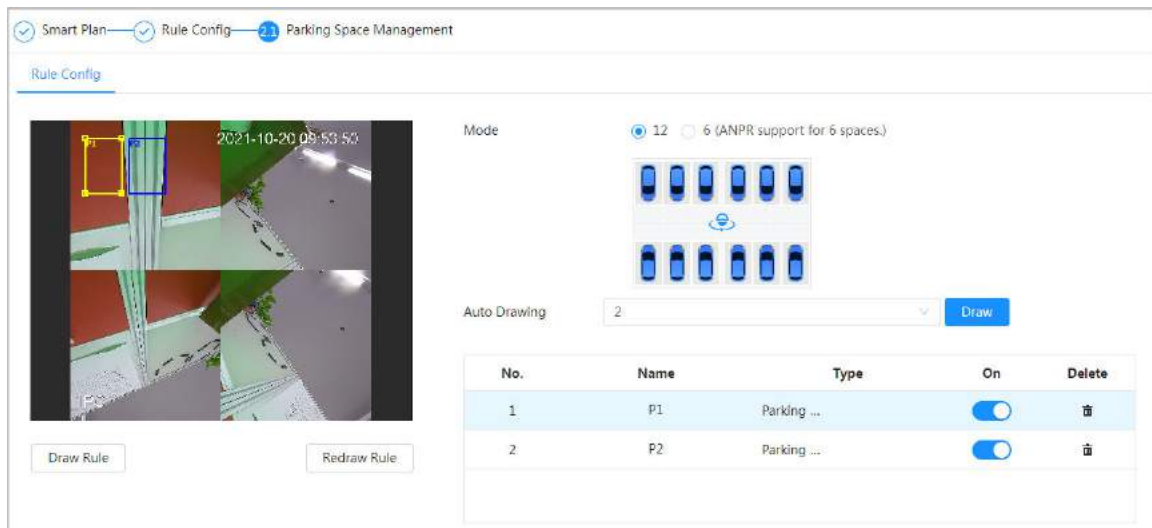 Smart Plan Rule Config 2.1 Parking Space Management
Rule Config
2021-10-20 09:53:50
P1 P2
IPC
Draw Rule Redraw Rule
Mode 12 6 (ANPR support for 6 spaces.)
Auto Drawing 2 Draw
No. Name Type On Delete
1 P1 Parking ...
2 P2 Parking ...